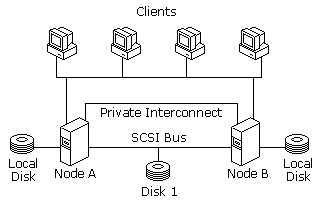 Clients
Private Interconnect
SCSI Bus
Local
Disk
Node A
Disk 1
Node B
Local
Disk